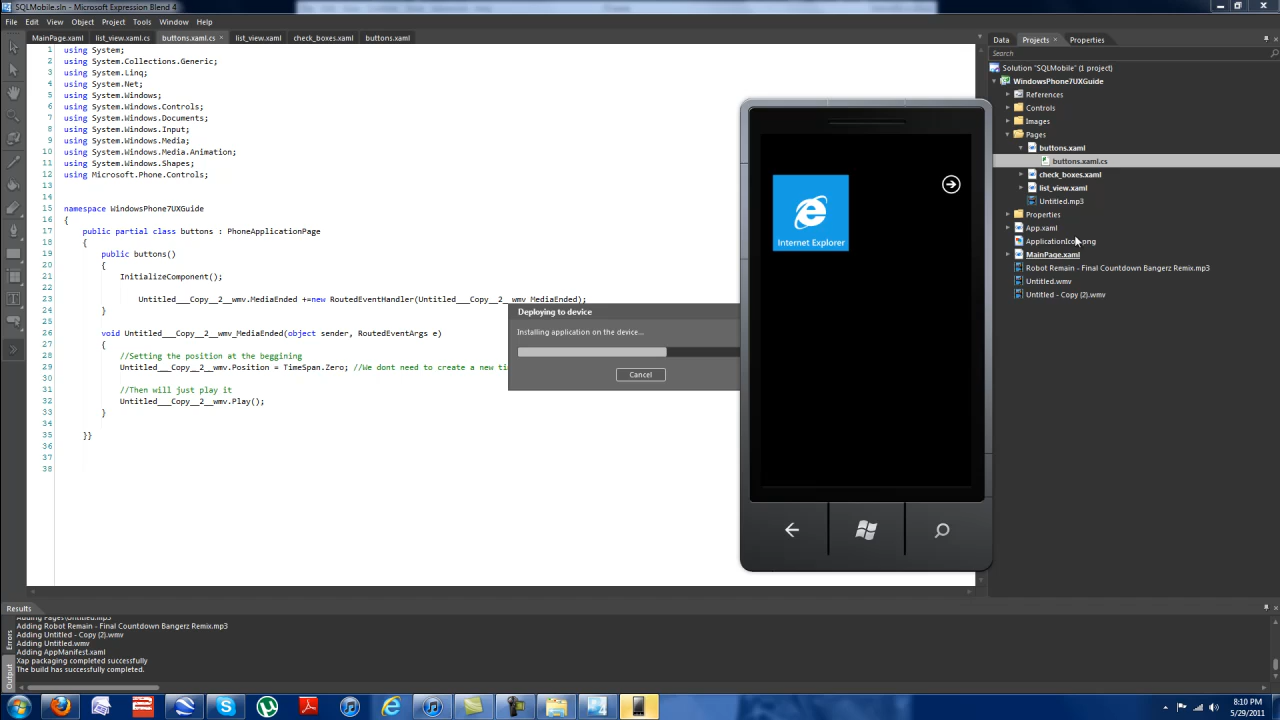 SQLMobile.sln - Microsoft Expression Blend 4
File Edit View Object Project Tools Window Help
MainPage.xaml list_view.xaml.cs buttons.xaml.cs × list_view.xaml check_boxes.xaml buttons.xaml
Data Projects × Properties
Search
1 using System;
2 using System.Collections.Generic;
3 using System.Linq;
4 using System.Net;
5 using System.Windows;
6 using System.Windows.Controls;
7 using System.Windows.Documents;
8 using System.Windows.Input;
9 using System.Windows.Media;
10 using System.Windows.Media.Animation;
11 using System.Windows.Shapes;
12 using Microsoft.Phone.Controls;
13
14
15 namespace WindowsPhone7UXGuide
16 {
17 public partial class buttons : PhoneApplicationPage
18 {
19 public buttons()
20 {
21 InitializeComponent();
22
23 Untitled___Copy__2__wmv.MediaEnded +=new RoutedEventHandler(Untitled___Copy__2__wmv_MediaEnded);
24 }
25
26 void Untitled___Copy__2__wmv_MediaEnded(object sender, RoutedEventArgs e)
27 {
28 //Setting the position at the beggining
29 Untitled___Copy__2__wmv.Position = TimeSpan.Zero; //We dont need to create a new ti
30
31 //Then will just play it
32 Untitled___Copy__2__wmv.Play();
33 }
34
35 }}
36
37
38
Deploying to device
Installing application on the device...
Cancel
Internet Explorer
Solution "SQLMobile" (1 project)
WindowsPhone7UXGuide
References
Controls
Images
Pages
buttons.xaml
buttons.xaml.cs
check_boxes.xaml
list_view.xaml
Untitled.mp3
Properties
App.xaml
ApplicationIcon.png
MainPage.xaml
Robot Remain - Final Countdown Bangerz Remix.mp3
Untitled.wmv
Untitled - Copy (2).wmv
Results
Errors
Output
Adding Pages\Untitled.mp3
Adding Robot Remain - Final Countdown Bangerz Remix.mp3
Adding Untitled - Copy (2).wmv
Adding Untitled.wmv
Adding AppManifest.xaml
Xap packaging completed successfully
The build has successfully completed.
8:10 PM
5/29/2011